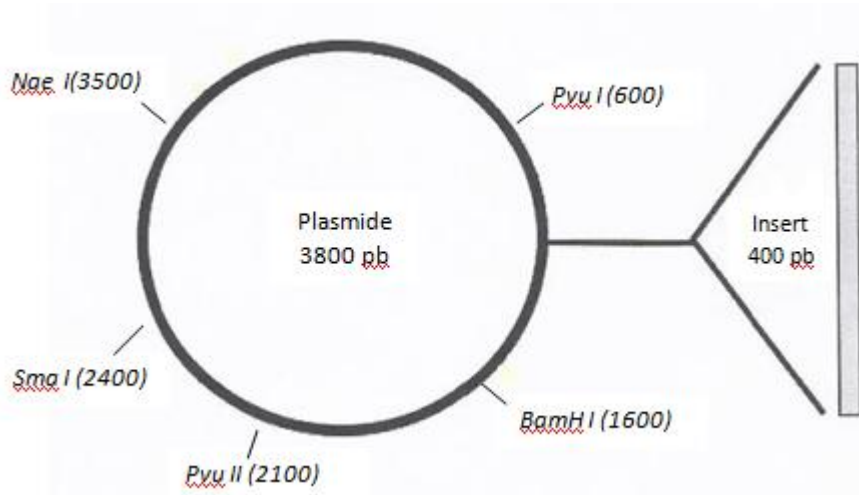 Nae I(3500)
Pvu I (600)
Plasmide
3800 pb
Insert
400 pb
Sma I (2400)
BamH I (1600)
Pvu II (2100)